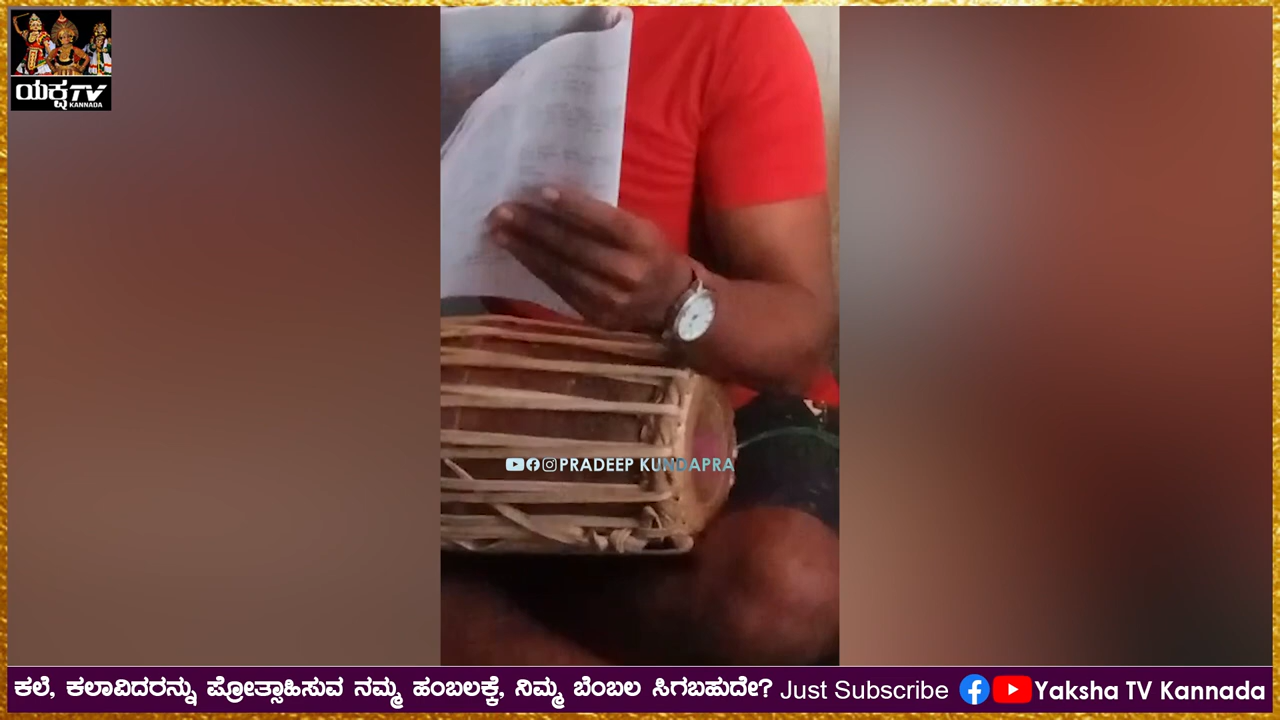 ಯಕ್ಷTV
KANNADA
PRADEEP KUNDAPRA
ಕಲೆ, ಕಲಾವಿದರನ್ನು ಪ್ರೋತ್ಸಾಹಿಸುವ ನಮ್ಮ ಹಂಬಲಕ್ಕೆ, ನಿಮ್ಮ ಬೆಂಬಲ ಸಿಗಬಹುದೇ? Just Subscribe Yaksha TV Kannada